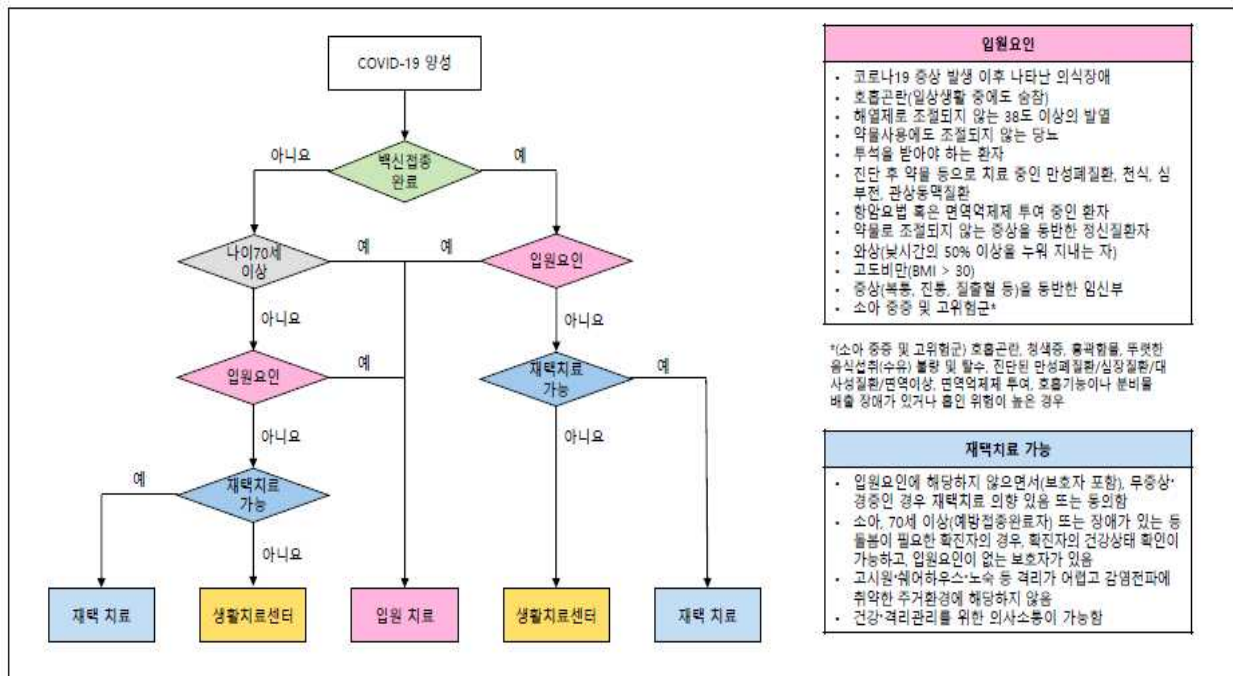 COVID-19 양성
아니요
예
백신접종
완료
나이70세
이상
예
예
입원요인
아니요
아니요
입원요인
예
재택치료
가능
예
아니요
아니요
예
재택치료
가능
아니요
재택 치료
생활치료센터
입원 치료
생활치료센터
재택 치료
입원요인
• 코로나19 증상 발생 이후 나타난 의식장애
• 호흡곤란(일상생활 중에도 숨참)
• 해열제로 조절되지 않는 38도 이상의 발열
• 약물사용에도 조절되지 않는 당뇨
• 투석을 받아야 하는 환자
• 진단 후 약물 등으로 치료 중인 만성폐질환, 천식, 심
부전, 관상동맥질환
• 항암요법 혹은 면역억제제 투여 중인 환자
• 약물로 조절되지 않는 증상을 동반한 정신질환자
• 와상(낮시간의 50% 이상을 누워 지내는 자)
• 고도비만(BMI > 30)
• 증상(복통, 진통, 질출혈 등)을 동반한 임신부
• 소아 중증 및 고위험군*
*(소아 중증 및 고위험군) 호흡곤란, 청색증, 흉곽함몰, 뚜렷한
음식섭취(수유) 불량 및 탈수, 진단된 만성폐질환/심장질환/대
사성질환/면역이상, 면역억제제 투여, 호흡기능이나 분비물
배출 장애가 있거나 흡인 위험이 높은 경우
재택치료 가능
• 입원요인에 해당하지 않으면서(보호자 포함), 무증상·
경증인 경우 재택치료 의향 있음 또는 동의함
• 소아, 70세 이상(예방접종완료자) 또는 장애가 있는 등
돌봄이 필요한 확진자의 경우, 확진자의 건강상태 확인이
가능하고, 입원요인이 없는 보호자가 있음
• 고시원·쉐어하우스·노숙 등 격리가 어렵고 감염전파에
취약한 주거환경에 해당하지 않음
• 건강·격리관리를 위한 의사소통이 가능함